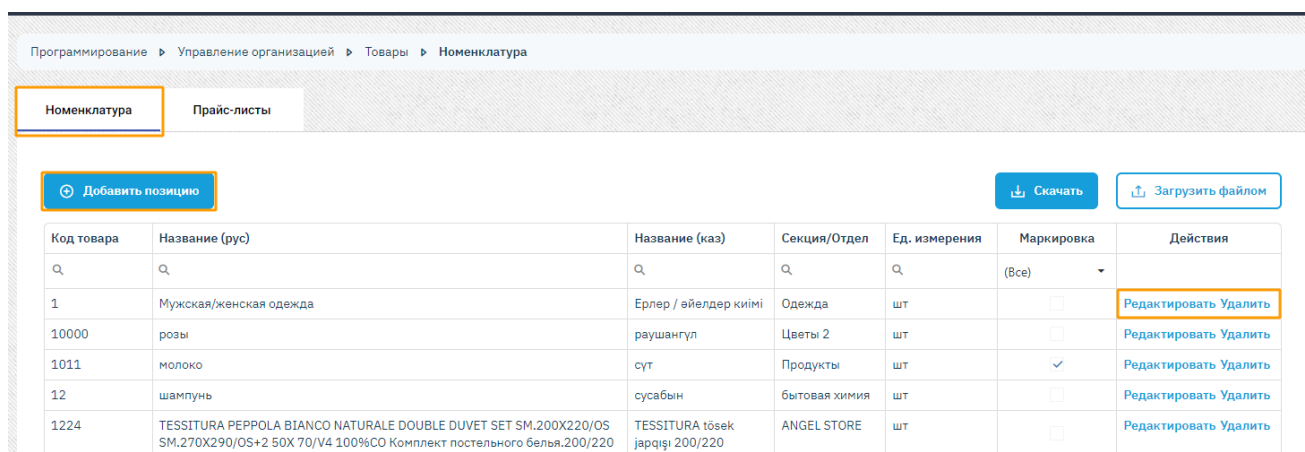 Программирование Управление организацией Товары Номенклатура
Номенклатура Прайс-листы
Добавить позицию Скачать Загрузить файлом
Код товара Название (рус) Название (каз) Секция/Отдел Ед. измерения Маркировка Действия
(Все)
1 Мужская/женская одежда Ерлер / әйелдер киімі Одежда шт Редактировать Удалить
10000 розы раушангүл Цветы 2 шт Редактировать Удалить
1011 молоко сүт Продукты шт Редактировать Удалить
12 шампунь сусабын бытовая химия шт Редактировать Удалить
1224 TESSITURA PEPPOLA BIANCO NATURALE DOUBLE DUVET SET SM.200X220/OS TESSITURA tösek ANGEL STORE шт Редактировать Удалить
SM.270X290/OS+2 50X 70/V4 100%CO Комплект постельного белья.200/220 japqışı 200/220